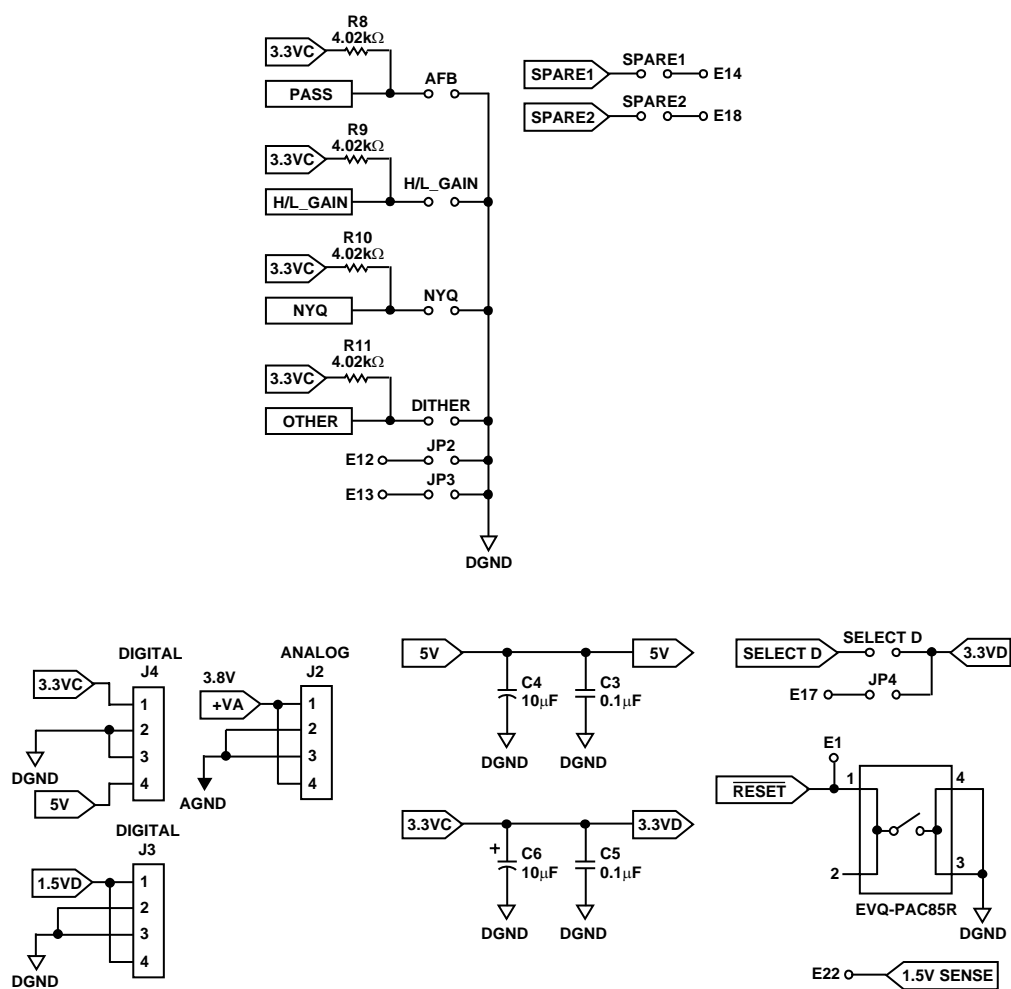 R8
4.02kΩ
3.3VC
PASS
AFB
R9
4.02kΩ
3.3VC
H/L_GAIN
H/L_GAIN
R10
4.02kΩ
3.3VC
NYQ
NYQ
R11
4.02kΩ
3.3VC
OTHER
DITHER
E12
JP2
E13
JP3
DGND
SPARE1
SPARE1
E14
SPARE2
SPARE2
E18
DIGITAL
J4
3.3VC
1
2
3
4
DGND
5V
ANALOG
J2
3.8V
+VA
1
2
3
4
AGND
DIGITAL
J3
1.5VD
1
2
3
4
DGND
5V
5V
C4
10μF
C3
0.1μF
DGND
DGND
3.3VC
3.3VD
+
C6
10μF
C5
0.1μF
DGND
DGND
SELECT D
SELECT D
3.3VD
E17
JP4
E1
RESET
1
4
2
3
EVQ-PAC85R
DGND
E22
1.5V SENSE